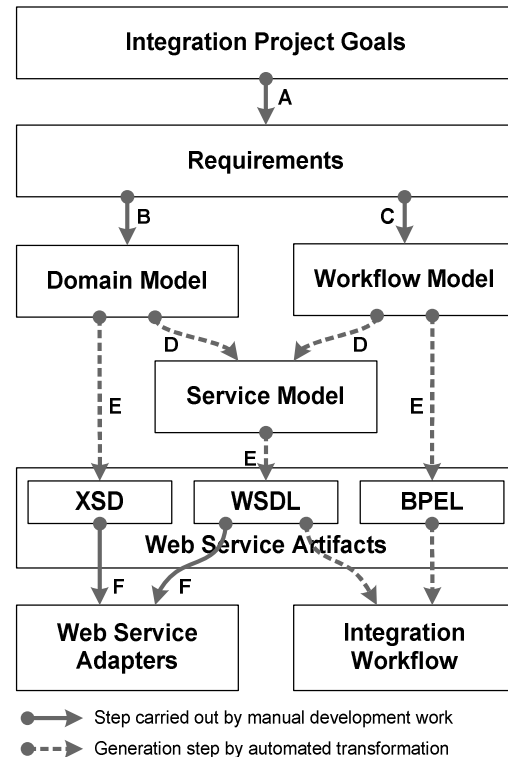 Integration Project Goals
A
Requirements
B
C
Domain Model
Workflow Model
D
D
Service Model
E
E
E
XSD
WSDL
BPEL
Web Service Artifacts
F
F
Web Service
Adapters
Integration
Workflow
Step carried out by manual development work
Generation step by automated transformation